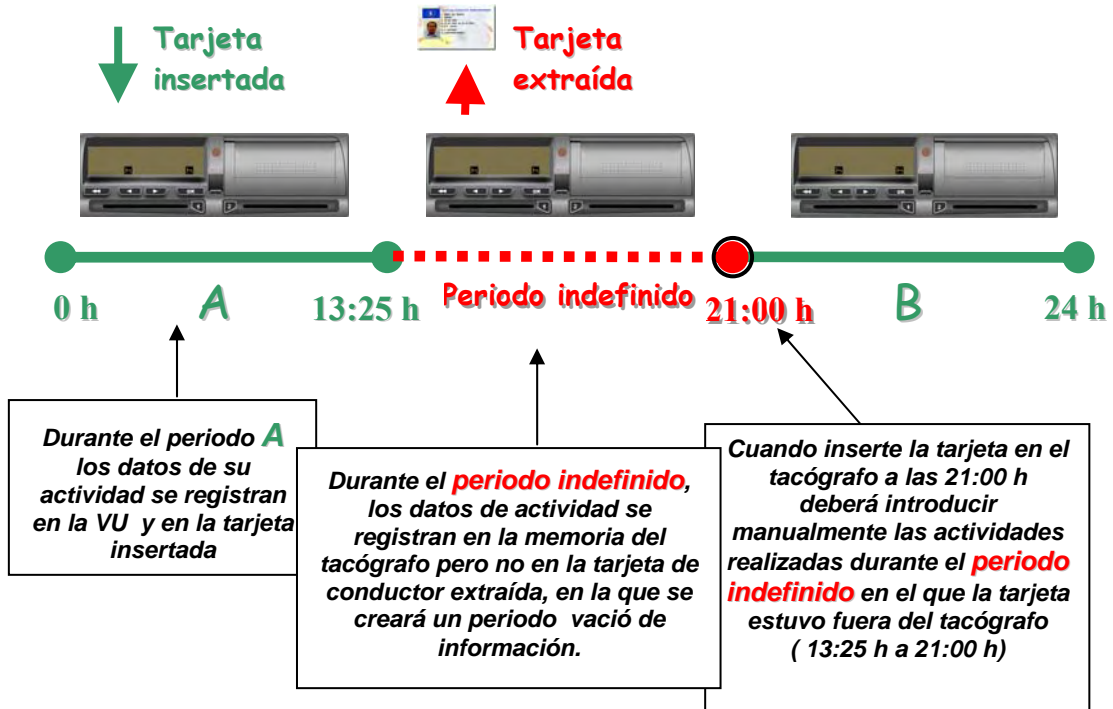 Tarjeta
insertada
Tarjeta
extraída
0 h
A
13:25 h
Periodo indefinido
21:00 h
B
24 h
Durante el periodo A
los datos de su
actividad se registran
en la VU y en la tarjeta
insertada
Durante el periodo indefinido,
los datos de actividad se
registran en la memoria del
tacógrafo pero no en la tarjeta de
conductor extraída, en la que se
creará un periodo vació de
información.
Cuando inserte la tarjeta en el
tacógrafo a las 21:00 h
deberá introducir
manualmente las actividades
realizadas durante el periodo
indefinido en el que la tarjeta
estuvo fuera del tacógrafo
( 13:25 h a 21:00 h)